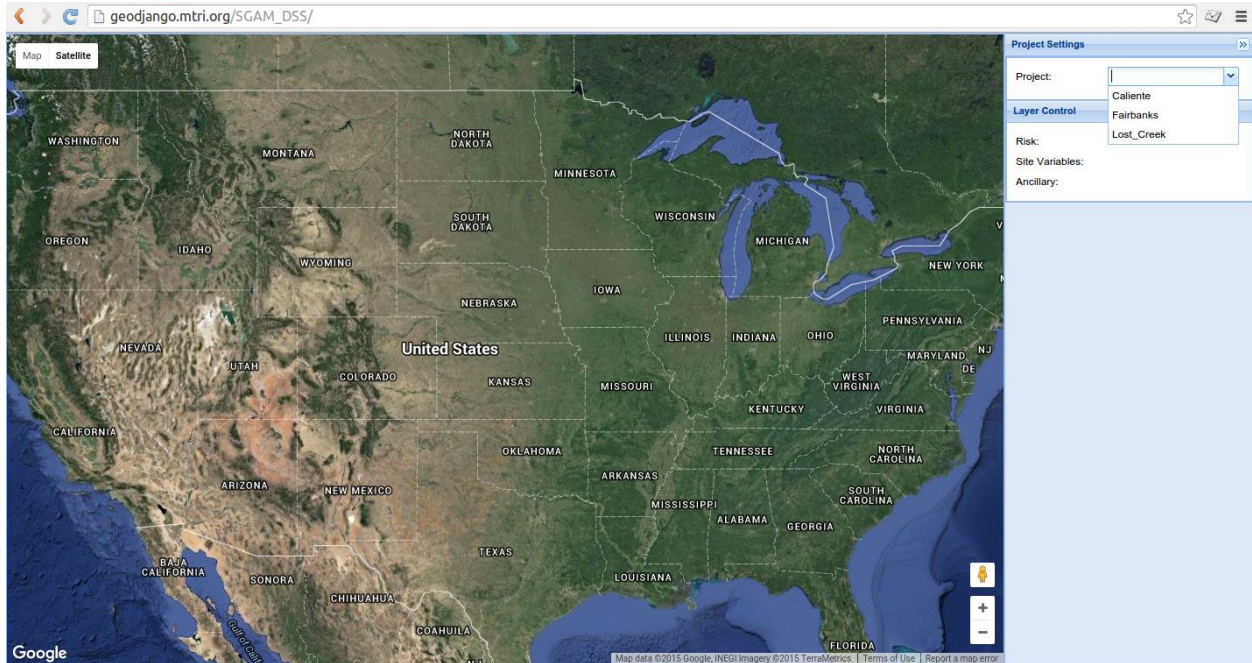 geodjango.mtri.org/SGAM_DSS/
Map Satellite
Project Settings
Project:
Caliente
Fairbanks
Lost_Creek
Layer Control
Risk:
Site Variables:
Ancillary:
WASHINGTON
MONTANA
NORTH
DAKOTA
MINNESOTA
OREGON
IDAHO
WYOMING
SOUTH
DAKOTA
WISCONSIN
MICHIGAN
NEW YORK
NEBRASKA
IOWA
NEVADA
UTAH
COLORADO
United States
KANSAS
MISSOURI
ILLINOIS
INDIANA
OHIO
PENNSYLVANIA
MARYLAND
NJ
DE
WEST
VIRGINIA
KENTUCKY
VIRGINIA
CALIFORNIA
ARIZONA
NEW MEXICO
OKLAHOMA
ARKANSAS
TENNESSEE
NORTH
CAROLINA
MISSISSIPPI
ALABAMA
GEORGIA
SOUTH
CAROLINA
TEXAS
LOUISIANA
BAJA
CALIFORNIA
SONORA
CHIHUAHUA
COAHUILA
Gulf of
FLORIDA
Google
Map data ©2015 Google, INEGI Imagery ©2015 TerraMetrics Terms of Use Report a map error